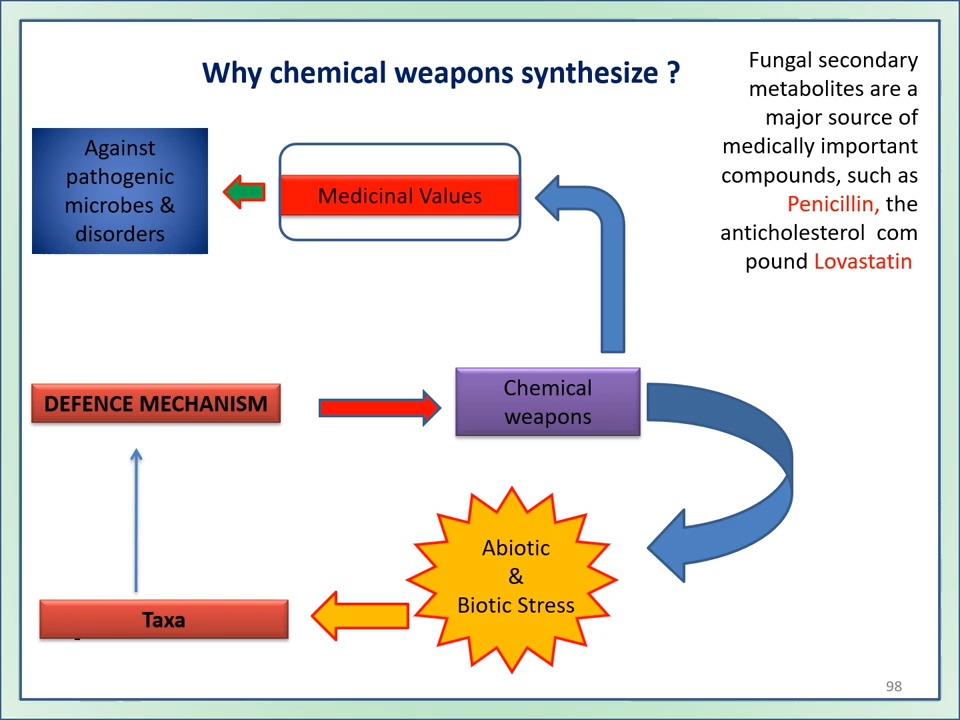 Why chemical weapons synthesize ?
Fungal secondary
metabolites are a
major source of
medically important
compounds, such as
Penicillin, the
anticholesterol com
pound Lovastatin
Against
pathogenic
microbes &
disorders
Medicinal Values
DEFENCE MECHANISM
Chemical
weapons
Abiotic
&
Biotic Stress
Taxa
98